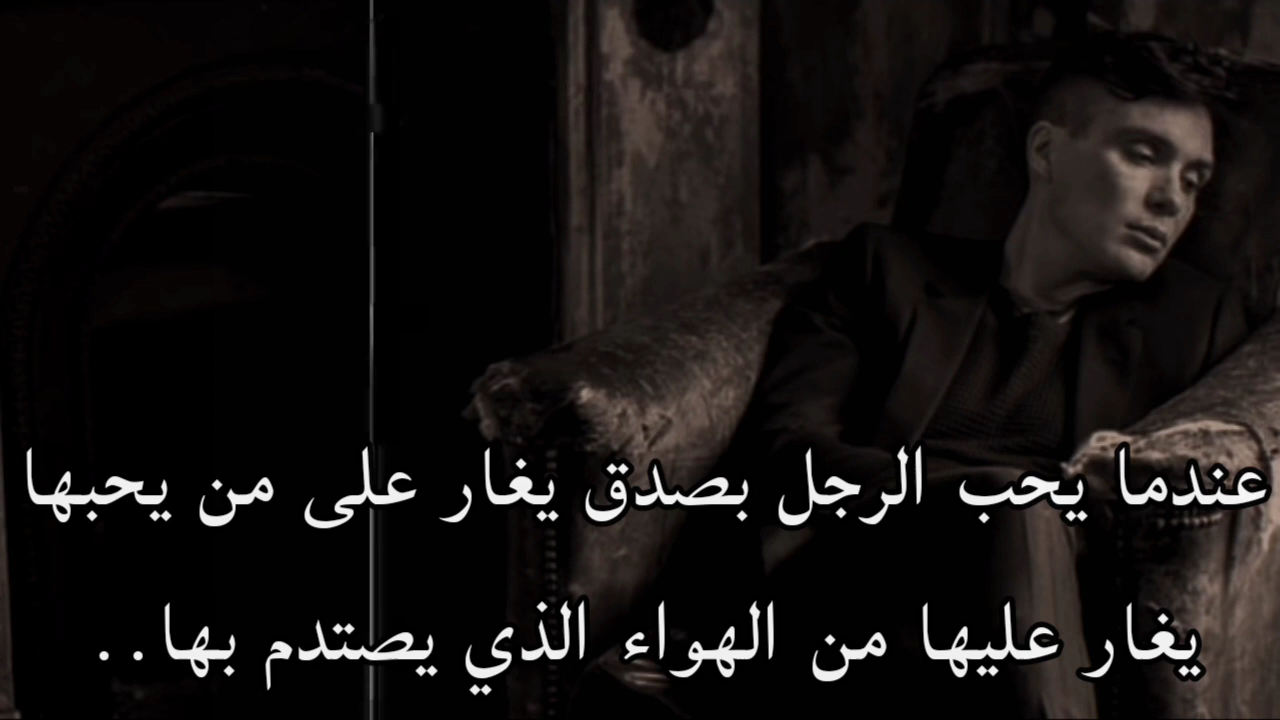 عندما يحب الرجل بصدق يغار على من يحبها
يغار عليها من الهواء الذي يصتدم بها..